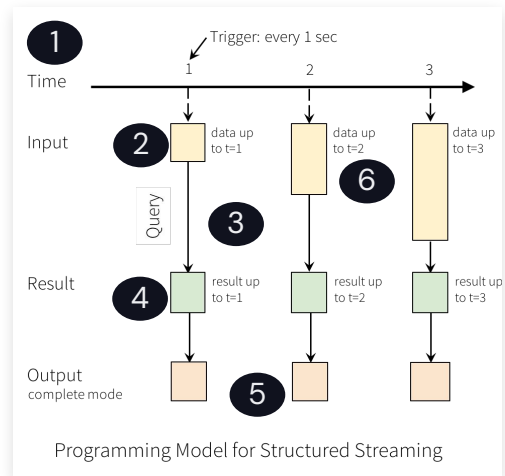 1
Trigger: every 1 sec
1 2 3
Time
Input
2
data up
to t=1
data up
to t=2
data up
to t=3
6
Query
3
Result
4
result up
to t=1
result up
to t=2
result up
to t=3
Output
complete mode
5
Programming Model for Structured Streaming